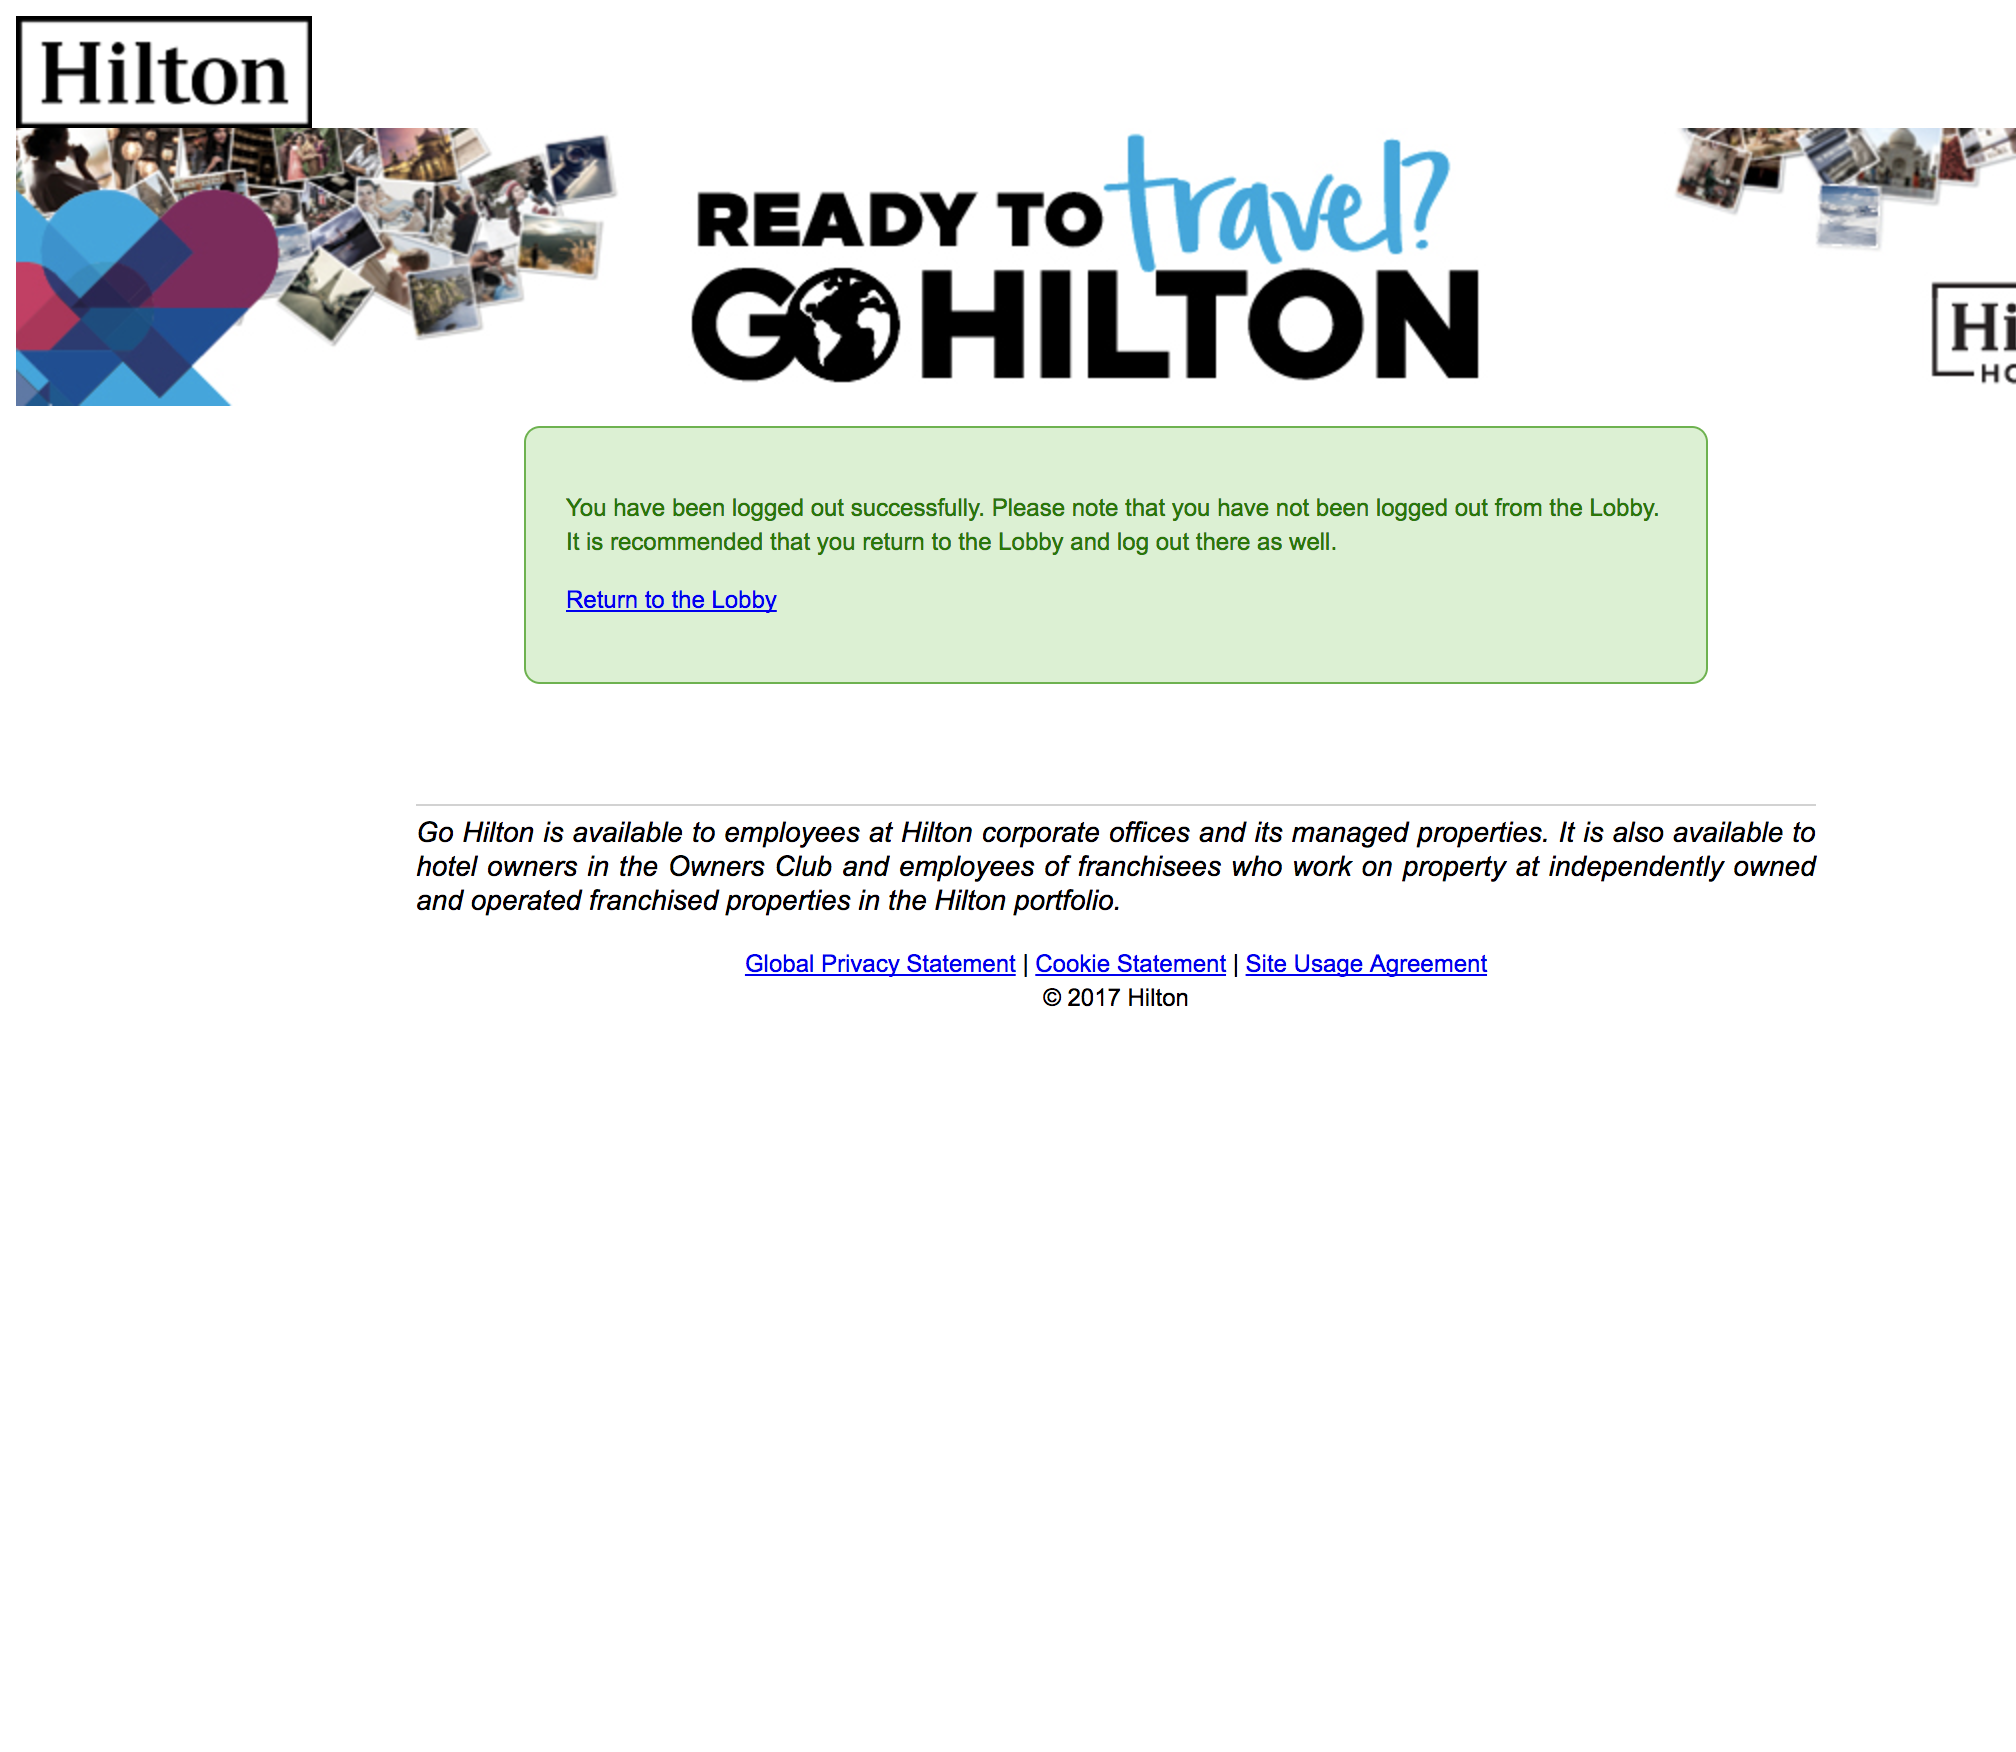 Hilton
READY TO travel?
GO HILTON
You have been logged out successfully. Please note that you have not been logged out from the Lobby.
It is recommended that you return to the Lobby and log out there as well.
Return to the Lobby
Go Hilton is available to employees at Hilton corporate offices and its managed properties. It is also available to
hotel owners in the Owners Club and employees of franchisees who work on property at independently owned
and operated franchised properties in the Hilton portfolio.
Global Privacy Statement | Cookie Statement | Site Usage Agreement
© 2017 Hilton